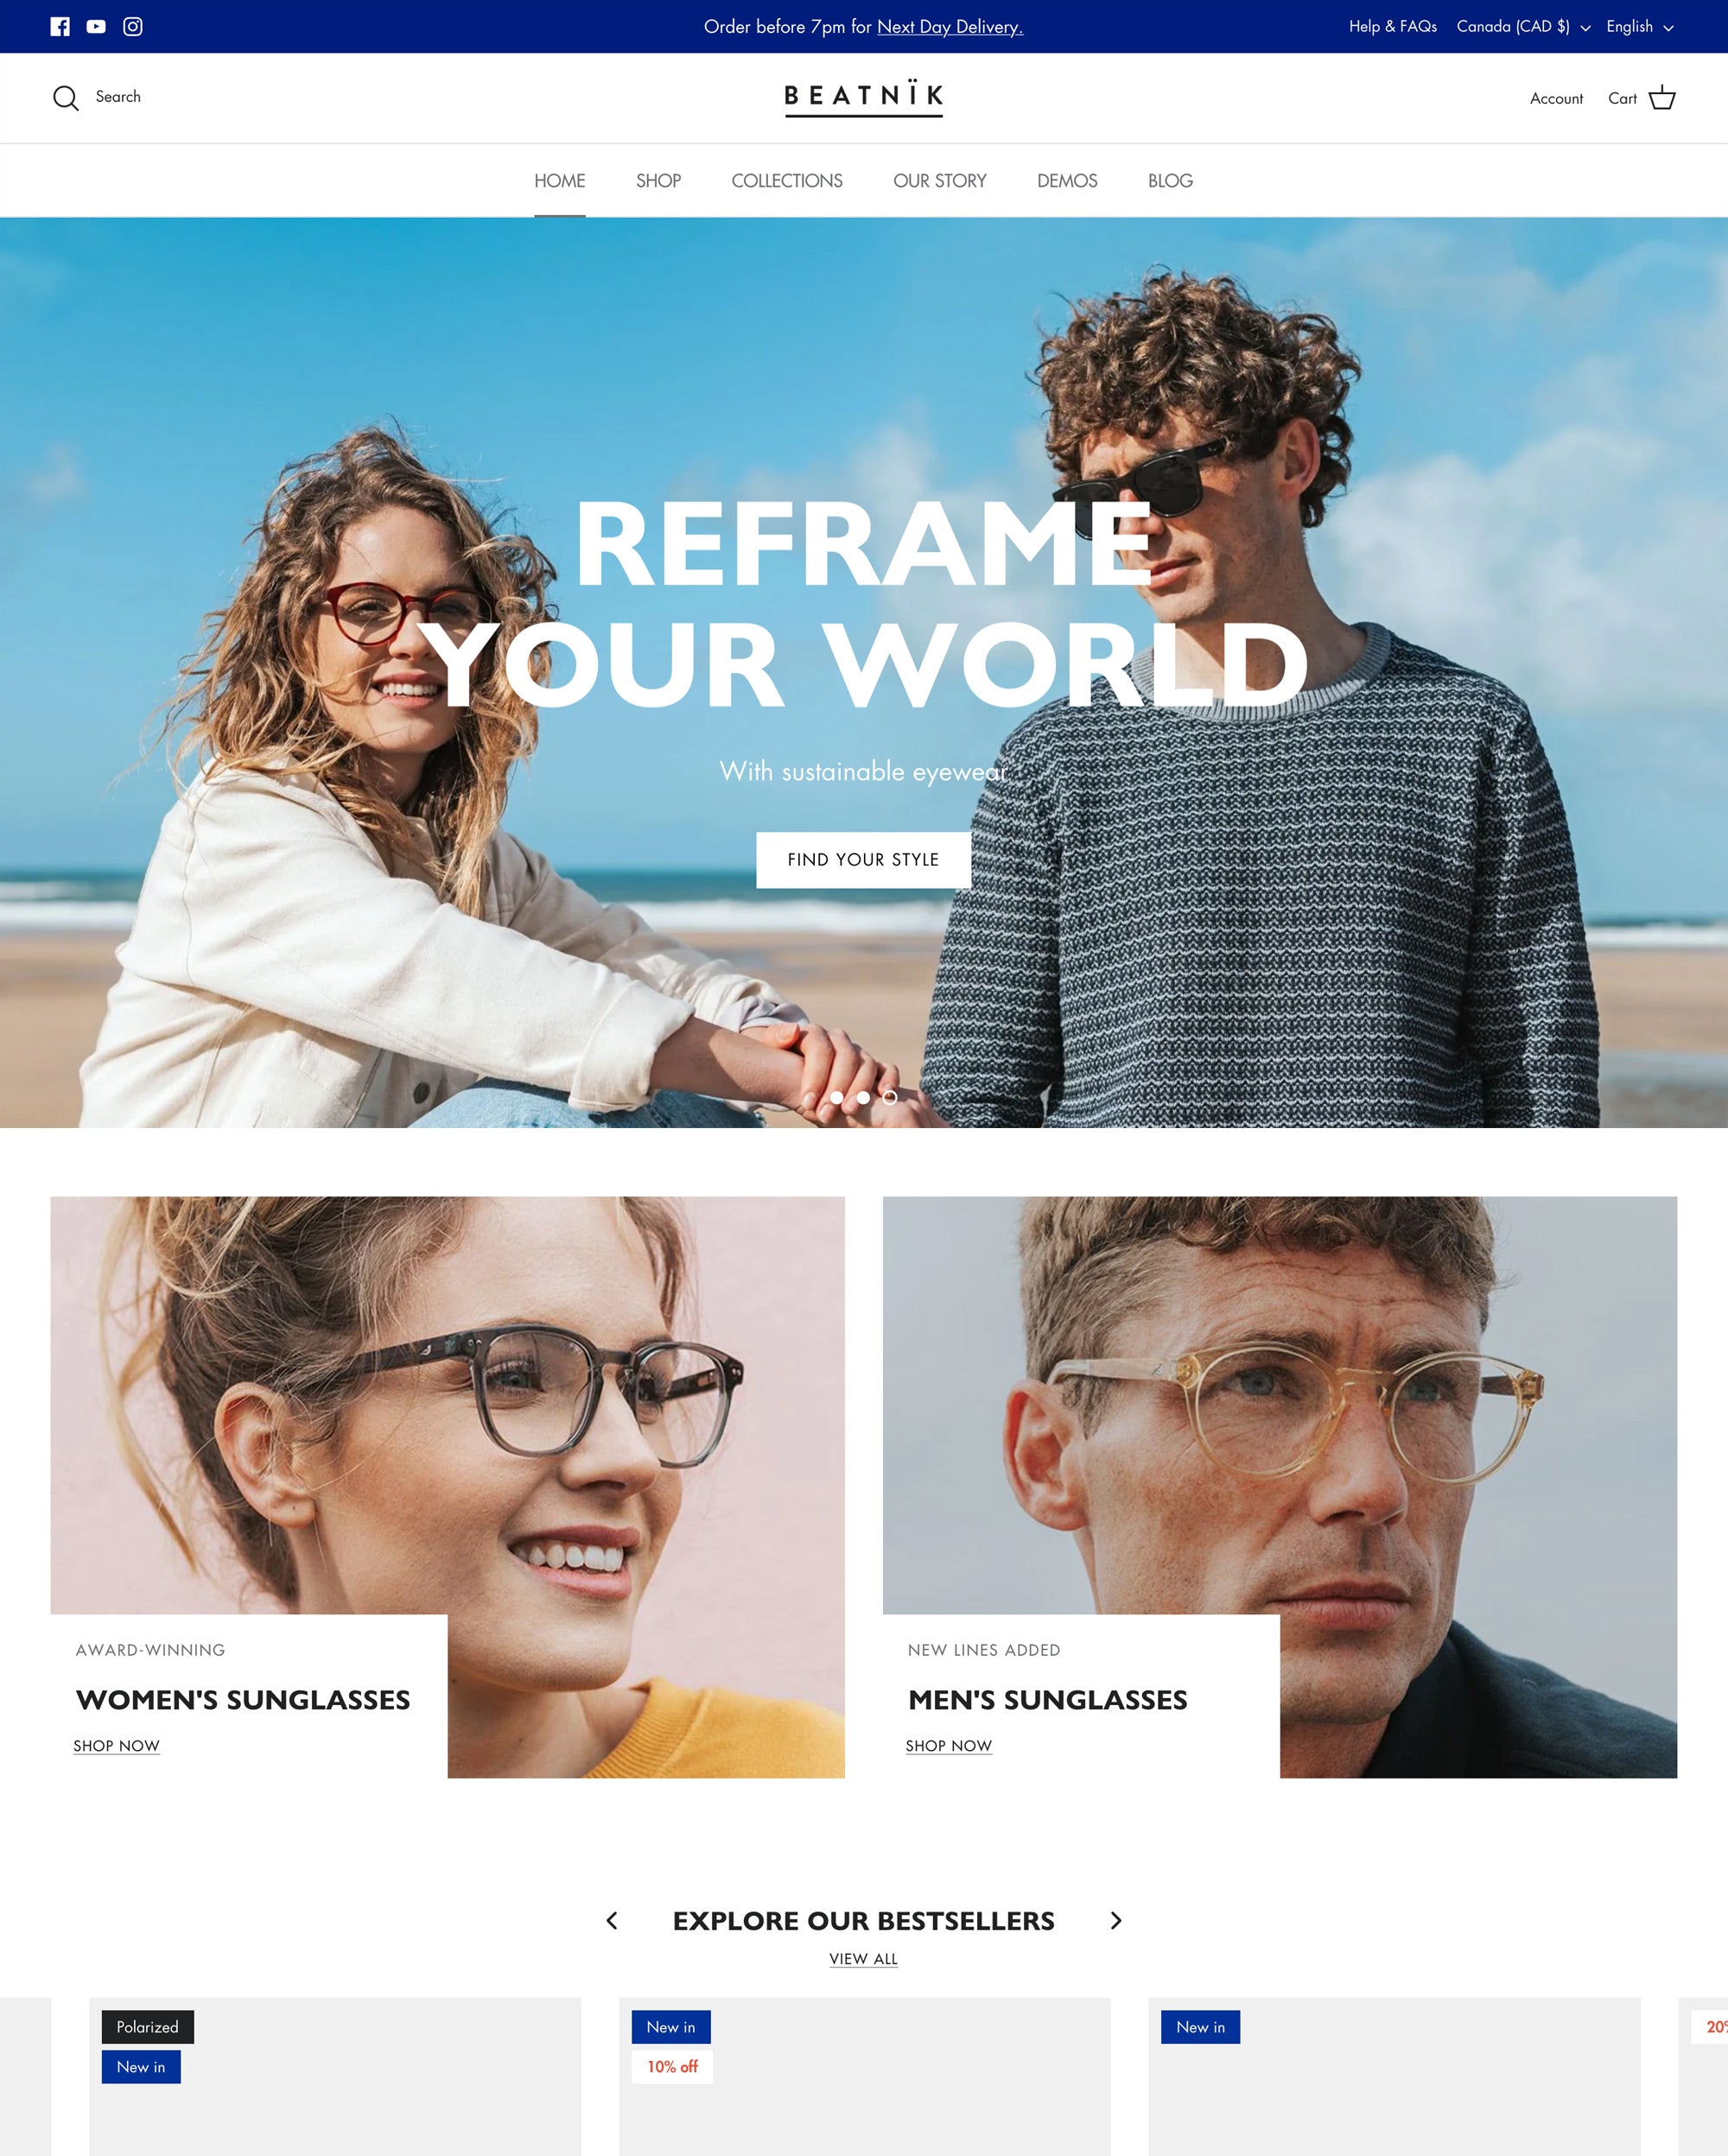 Order before 7pm for Next Day Delivery.
Help & FAQs
Canada (CAD $)
English
Search
BEATNÏK
Account
Cart
HOME
SHOP
COLLECTIONS
OUR STORY
DEMOS
BLOG
REFRAME
YOUR WORLD
With sustainable eyewear
FIND YOUR STYLE
AWARD-WINNING
WOMEN'S SUNGLASSES
SHOP NOW
NEW LINES ADDED
MEN'S SUNGLASSES
SHOP NOW
EXPLORE OUR BESTSELLERS
VIEW ALL
Polarized
New in
New in
10% off
New in